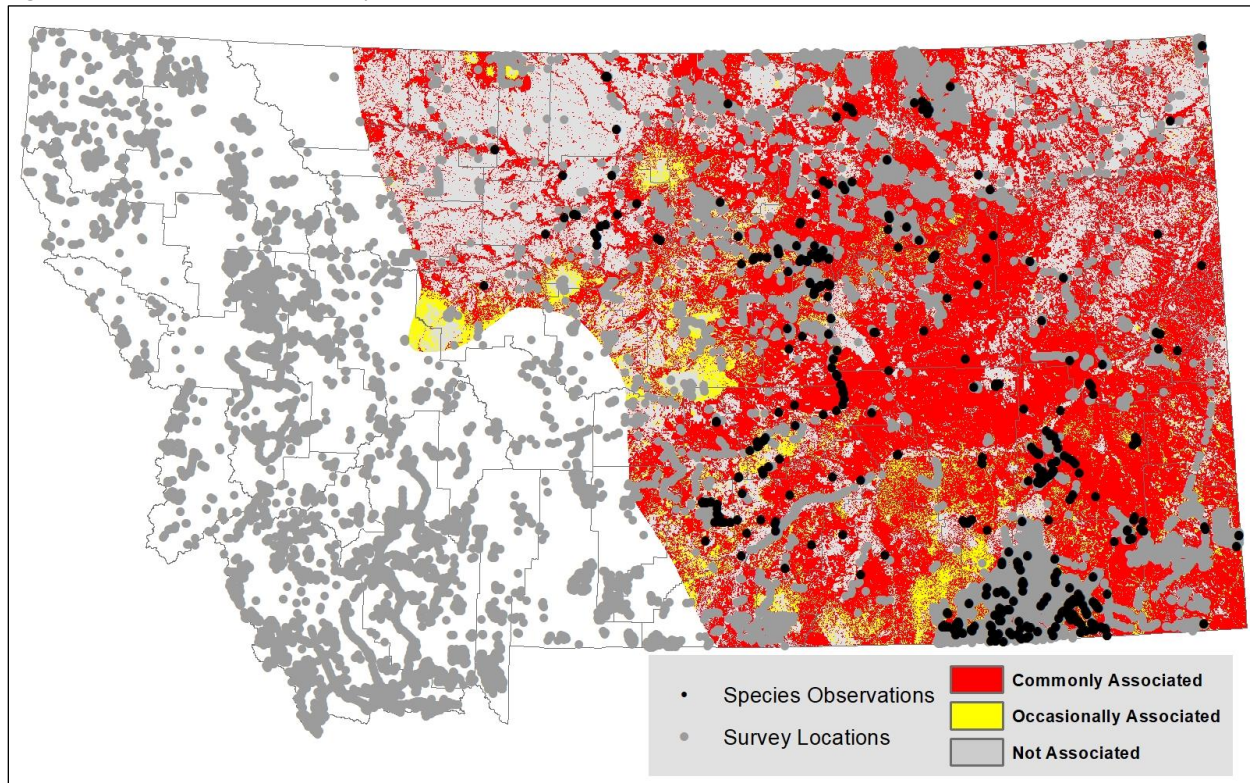 Species Observations
Survey Locations
Commonly Associated
Occasionally Associated
Not Associated